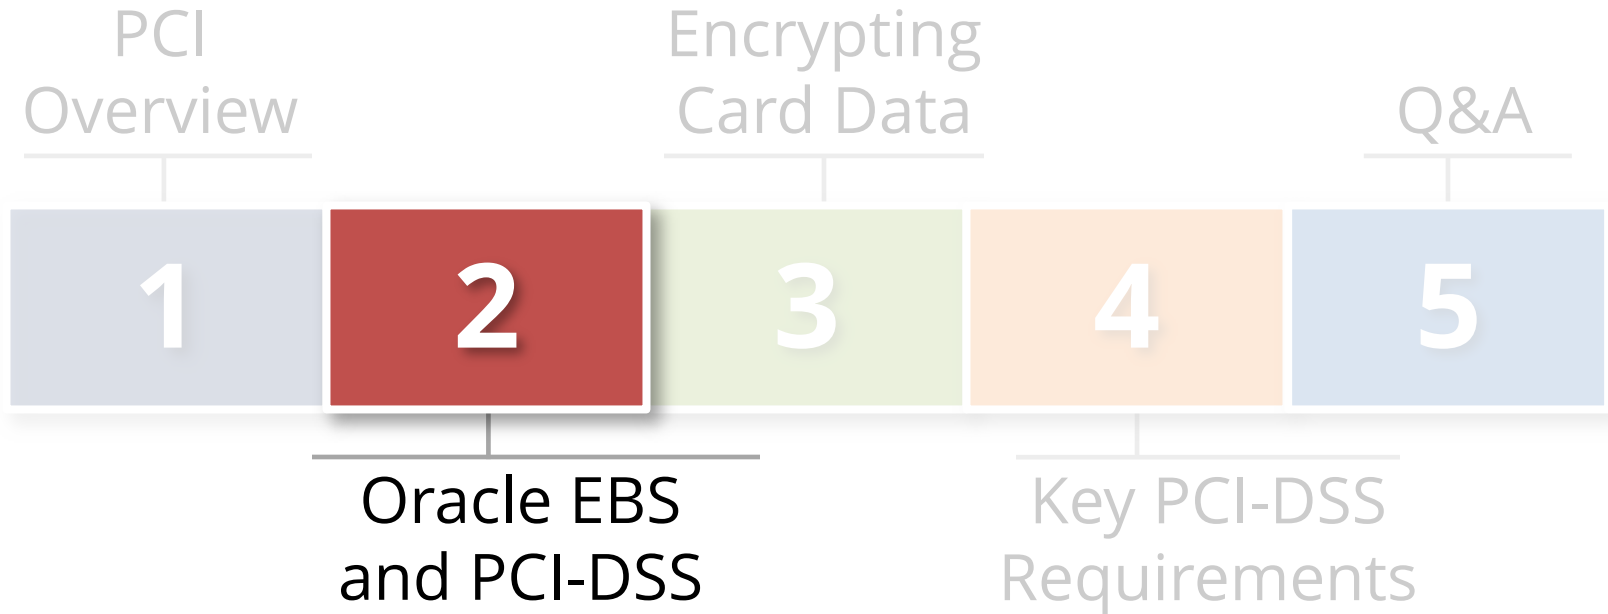 PCI
Overview
Encrypting
Card Data
Q&A
1
2
3
4
5
Oracle EBS
and PCI-DSS
Key PCI-DSS
Requirements